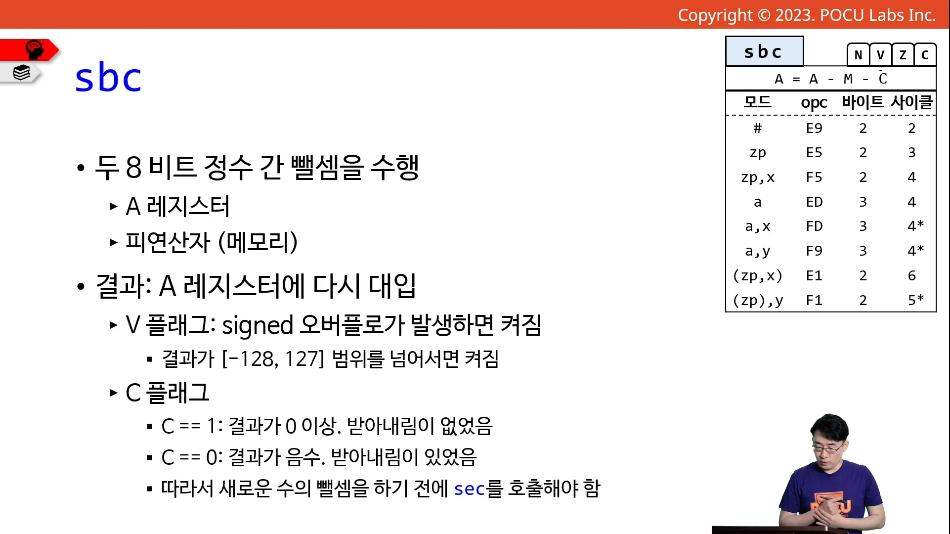 Copyright © 2023. POCU Labs Inc.
sbc
• 두 8 비트 정수 간 뺄셈을 수행
▸ A 레지스터
▸ 피연산자 (메모리)
• 결과: A 레지스터에 다시 대입
▸ V 플래그: signed 오버플로가 발생하면 켜짐
▪ 결과가 [-128, 127] 범위를 넘어서면 켜짐
▸ C 플래그
▪ C == 1: 결과가 0 이상. 받아내림이 없었음
▪ C == 0: 결과가 음수. 받아내림이 있었음
▪ 따라서 새로운 수의 뺄셈을 하기 전에 sec를 호출해야 함
sbc N V Z C
A = A - M - C̄
모드 opc 바이트 사이클
# E9 2 2
zp E5 2 3
zp,x F5 2 4
a ED 3 4
a,x FD 3 4*
a,y F9 3 4*
(zp,x) E1 2 6
(zp),y F1 2 5*